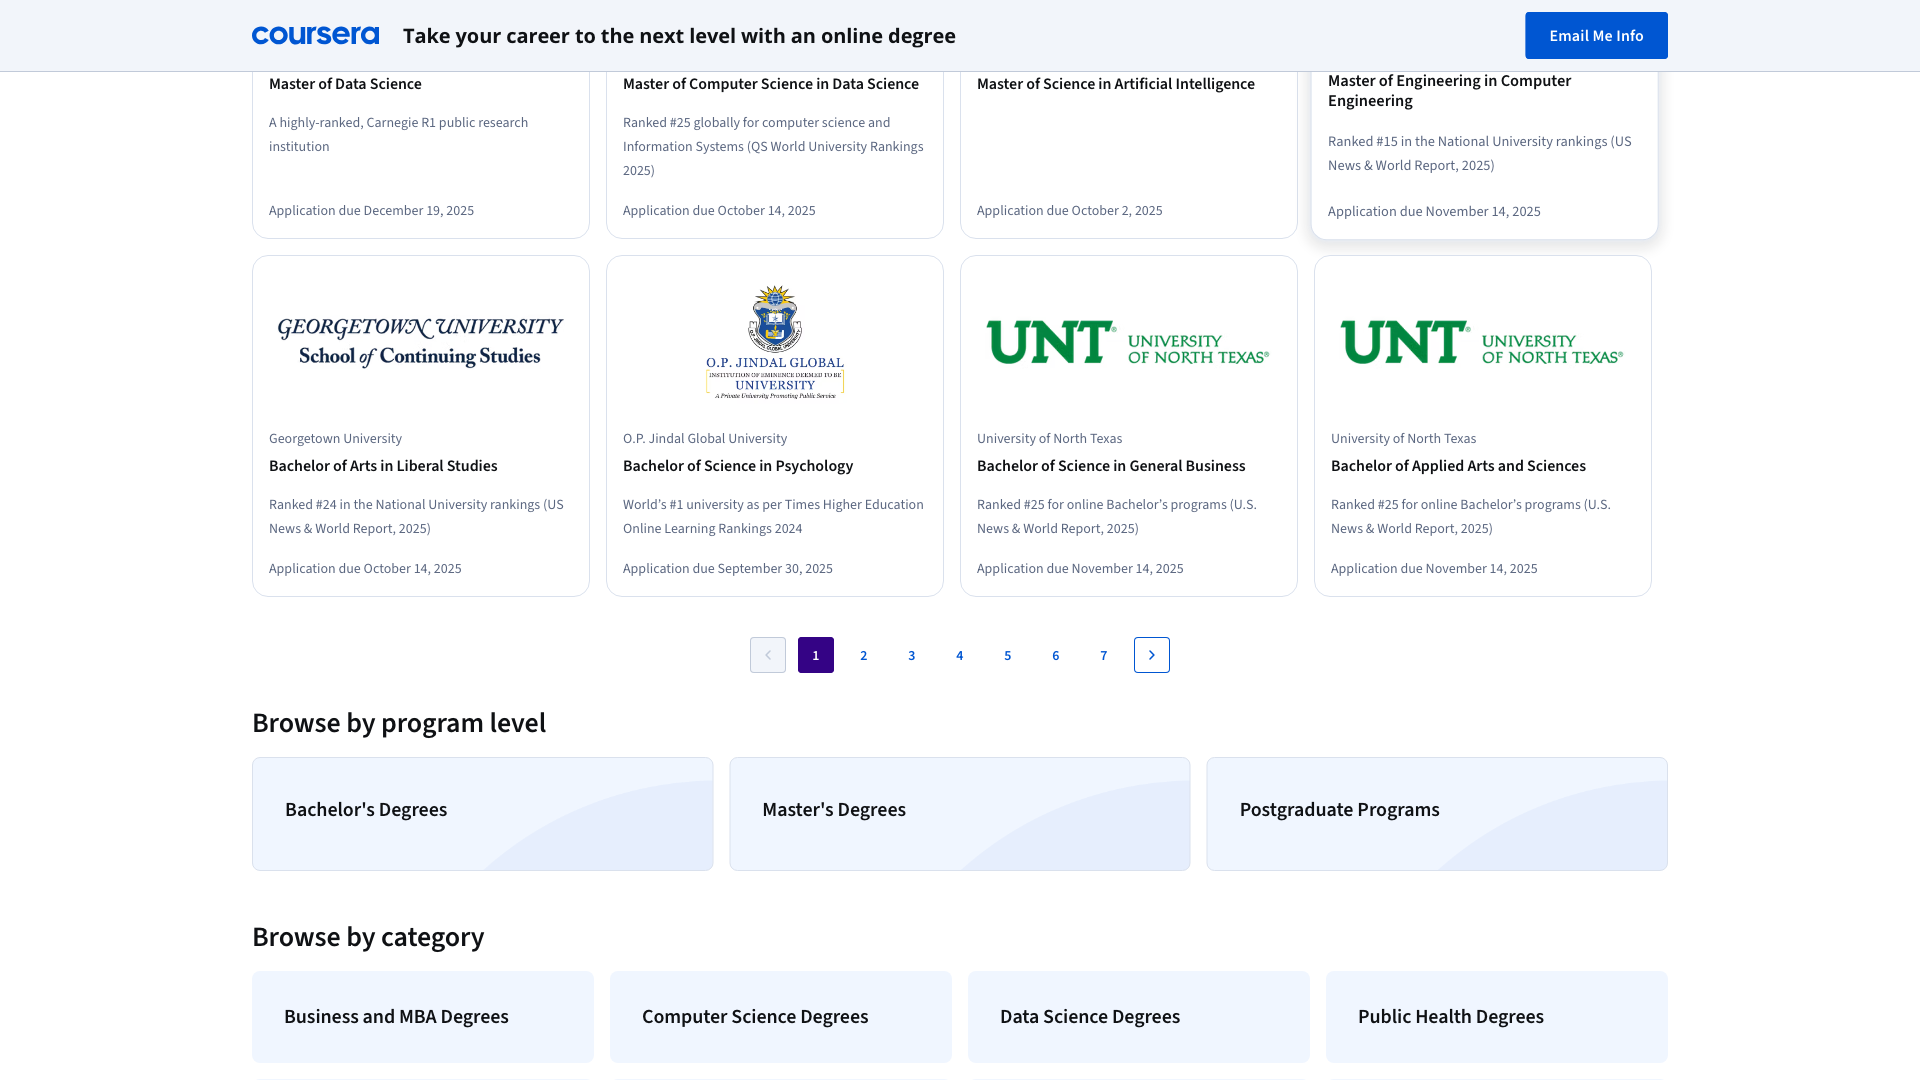 coursera
Take your career to the next level with an online degree
Email Me Info
Master of Data Science
A highly-ranked, Carnegie R1 public research
institution
Application due December 19, 2025
Master of Computer Science in Data Science
Ranked #25 globally for computer science and
Information Systems (QS World University Rankings
2025)
Application due October 14, 2025
Master of Science in Artificial Intelligence
Application due October 2, 2025
Master of Engineering in Computer
Engineering
Ranked #15 in the National University rankings (US
News & World Report, 2025)
Application due November 14, 2025
GEORGETOWN UNIVERSITY
School of Continuing Studies
Georgetown University
Bachelor of Arts in Liberal Studies
Ranked #24 in the National University rankings (US
News & World Report, 2025)
Application due October 14, 2025
O.P. JINDAL GLOBAL
INSTITUTION OF EMINENCE DEEMED TO BE
UNIVERSITY
A Private University Promoting Public Service
O.P. Jindal Global University
Bachelor of Science in Psychology
World's #1 university as per Times Higher Education
Online Learning Rankings 2024
Application due September 30, 2025
UNT® UNIVERSITY
OF NORTH TEXAS®
University of North Texas
Bachelor of Science in General Business
Ranked #25 for online Bachelor's programs (U.S.
News & World Report, 2025)
Application due November 14, 2025
UNT® UNIVERSITY
OF NORTH TEXAS®
University of North Texas
Bachelor of Applied Arts and Sciences
Ranked #25 for online Bachelor's programs (U.S.
News & World Report, 2025)
Application due November 14, 2025
1 2 3 4 5 6 7
Browse by program level
Bachelor's Degrees
Master's Degrees
Postgraduate Programs
Browse by category
Business and MBA Degrees
Computer Science Degrees
Data Science Degrees
Public Health Degrees